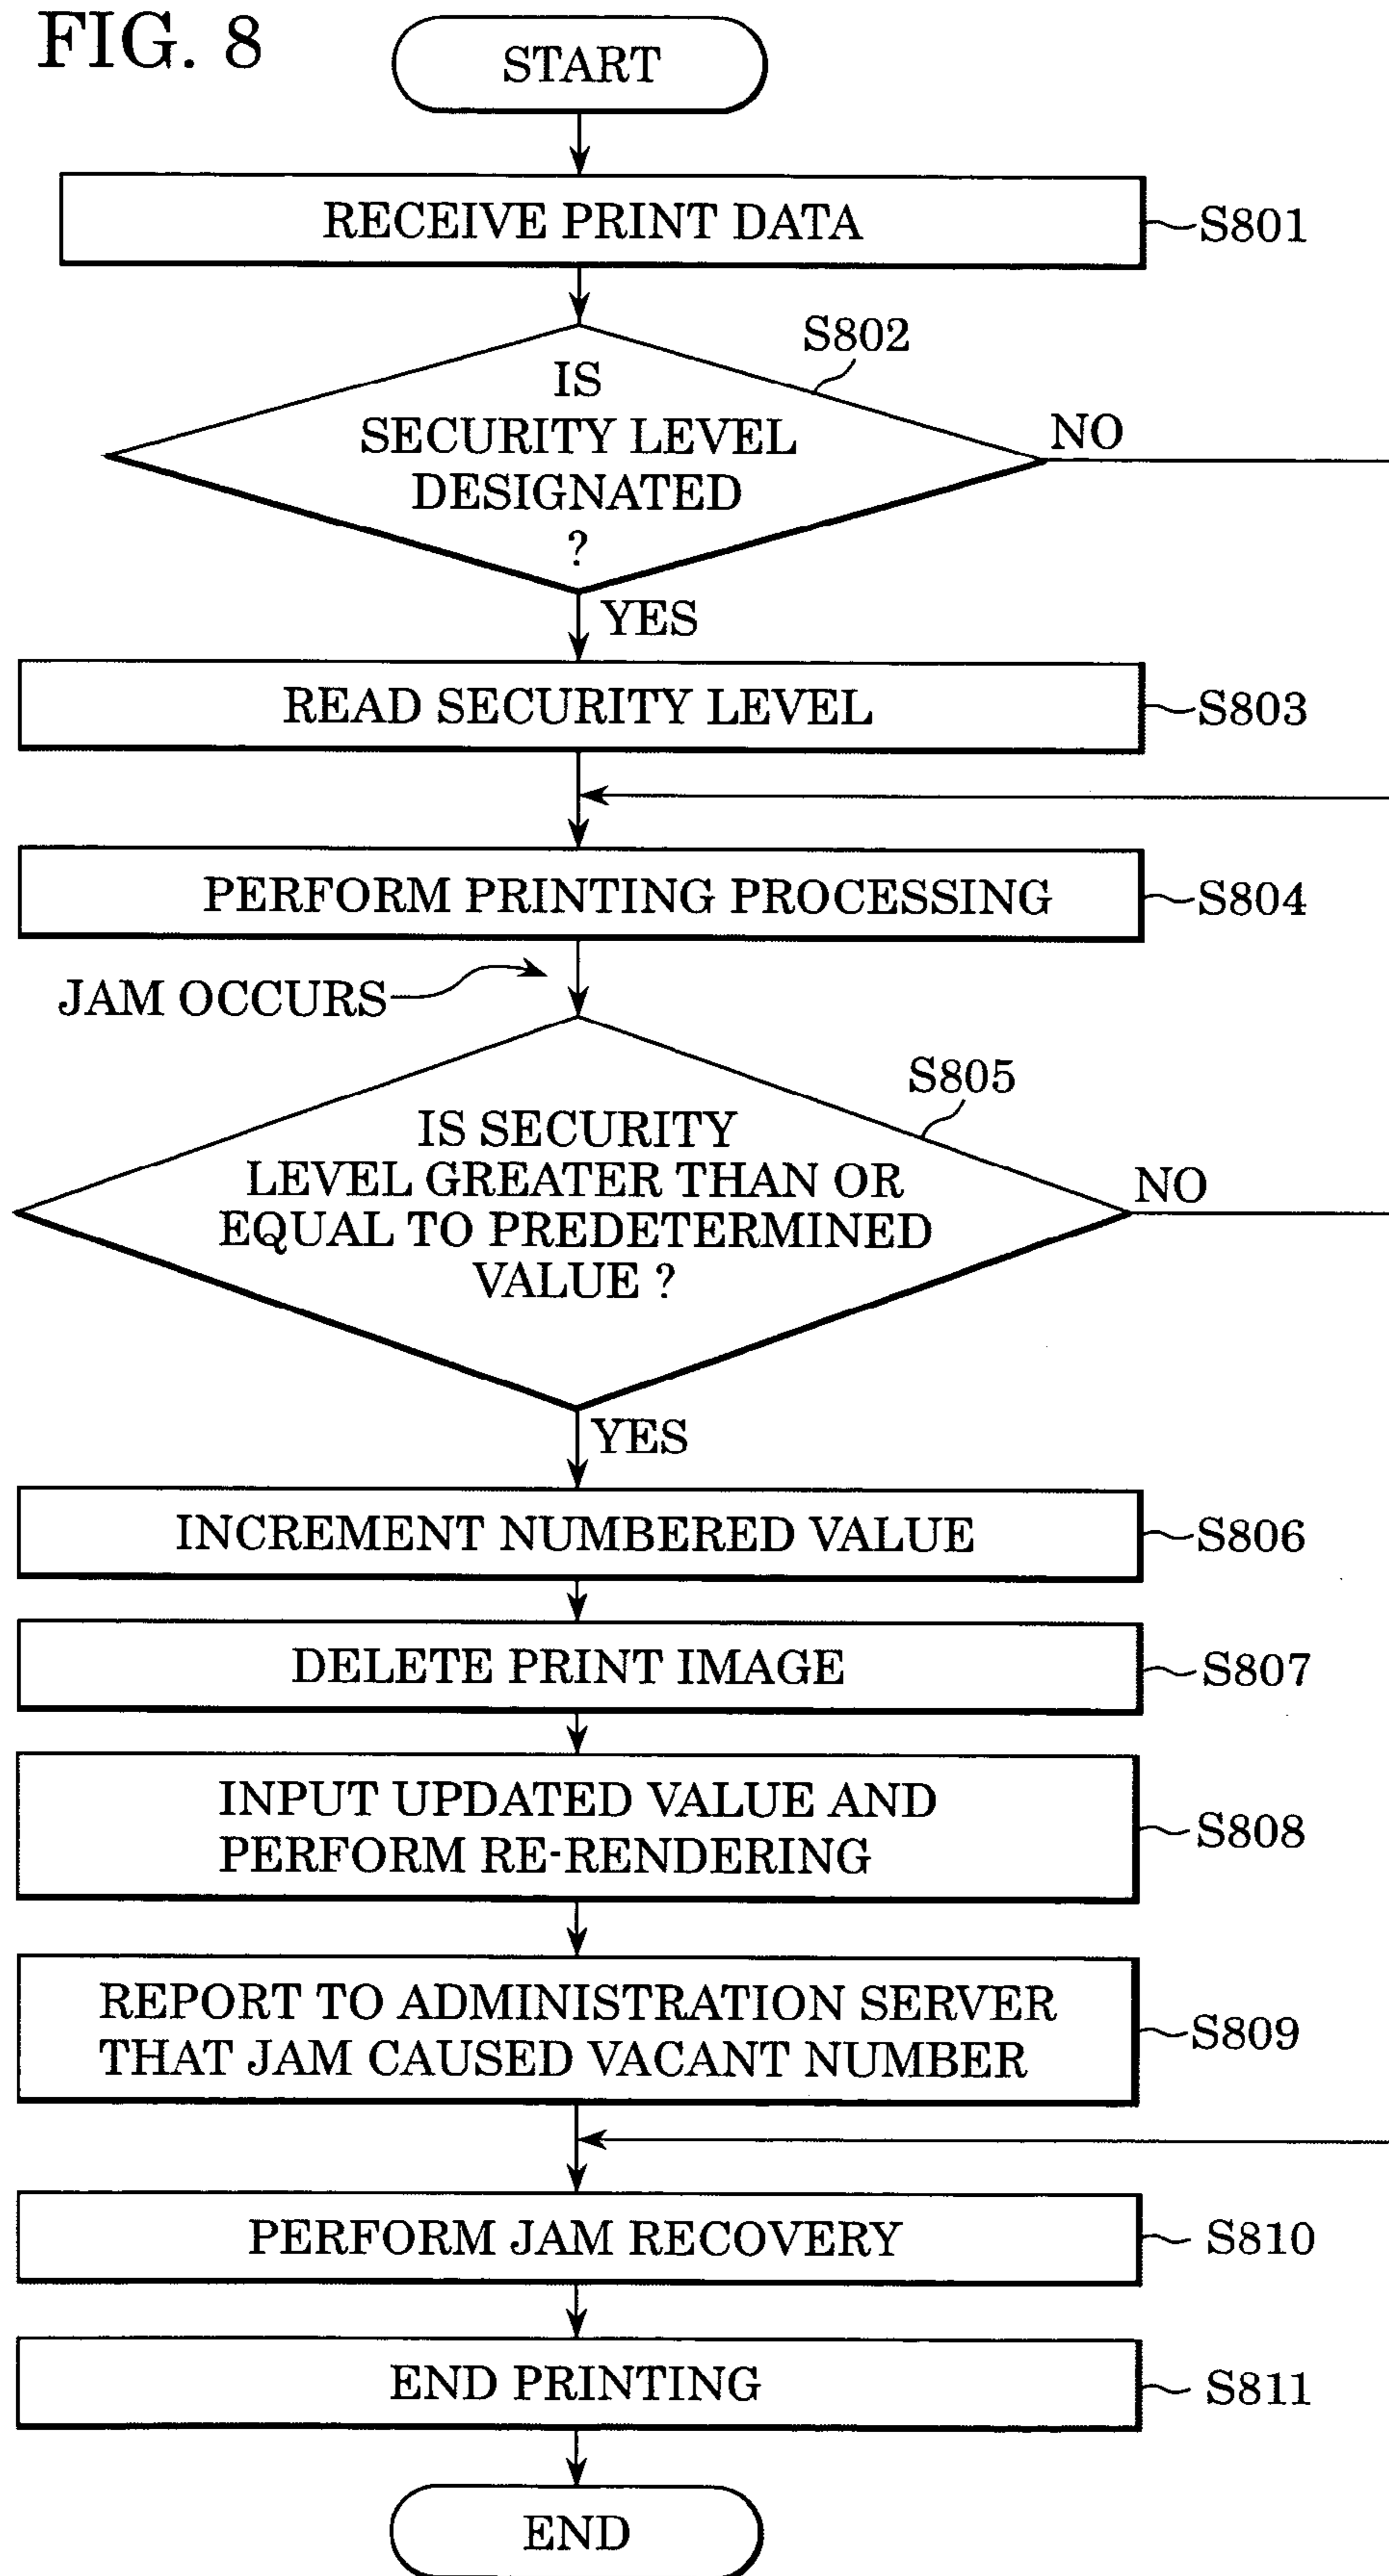 FIG. 8
START
RECEIVE PRINT DATA
S801
S802
IS
SECURITY LEVEL
DESIGNATED
?
NO
YES
READ SECURITY LEVEL
S803
PERFORM PRINTING PROCESSING
S804
JAM OCCURS
S805
IS SECURITY
LEVEL GREATER THAN OR
EQUAL TO PREDETERMINED
VALUE ?
NO
YES
INCREMENT NUMBERED VALUE
S806
DELETE PRINT IMAGE
S807
INPUT UPDATED VALUE AND
PERFORM RE-RENDERING
S808
REPORT TO ADMINISTRATION SERVER
THAT JAM CAUSED VACANT NUMBER
S809
PERFORM JAM RECOVERY
S810
END PRINTING
S811
END